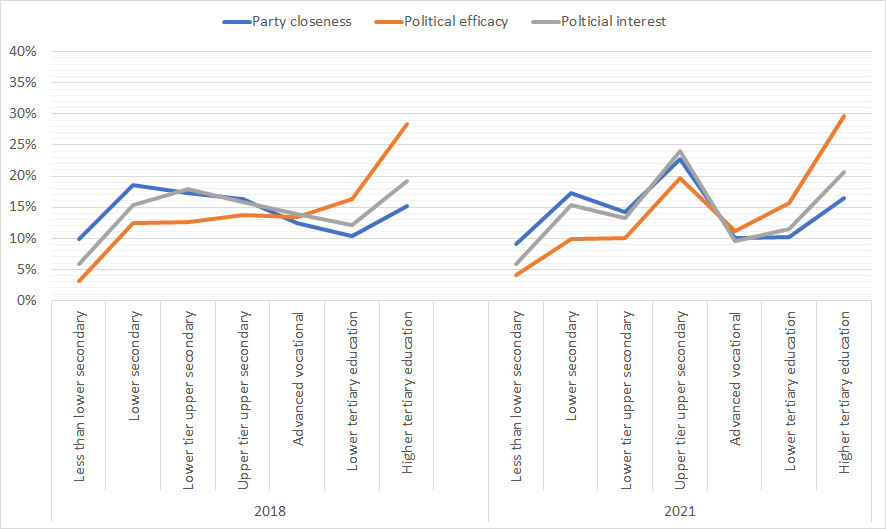 Party closeness Political efficacy Polticial interest
40%
35%
30%
25%
20%
15%
10%
5%
0%
Less than lower secondary
Lower secondary
Lower tier upper secondary
Upper tier upper secondary
Advanced vocational
Lower tertiary education
Higher tertiary education
Less than lower secondary
Lower secondary
Lower tier upper secondary
Upper tier upper secondary
Advanced vocational
Lower tertiary education
Higher tertiary education
2018 2021